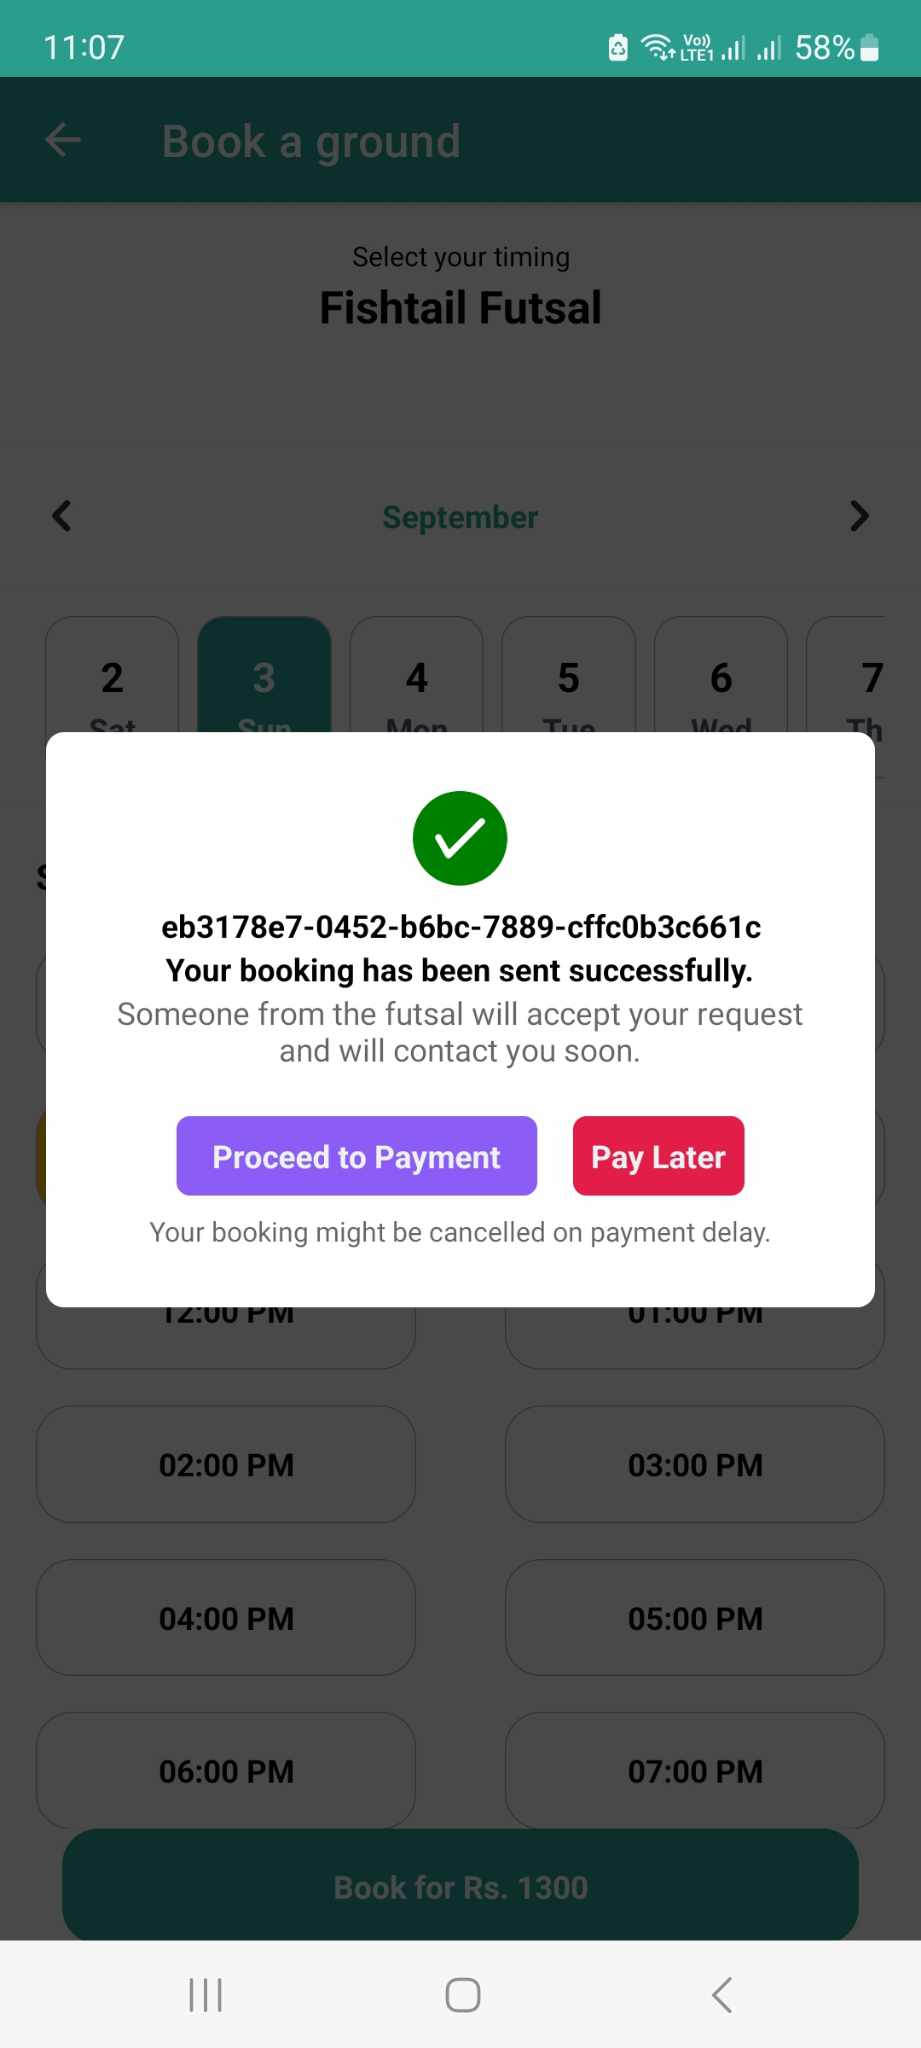 11:07
Vo)) LTE1 58%
Book a ground
Select your timing
Fishtail Futsal
September
2 3 4 5 6 7
Sat Sun Mon Tue Wed Th
S
eb3178e7-0452-b6bc-7889-cffc0b3c661c
Your booking has been sent successfully.
Someone from the futsal will accept your request
and will contact you soon.
Proceed to Payment Pay Later
Your booking might be cancelled on payment delay.
12:00 PM 01:00 PM
02:00 PM 03:00 PM
04:00 PM 05:00 PM
06:00 PM 07:00 PM
Book for Rs. 1300